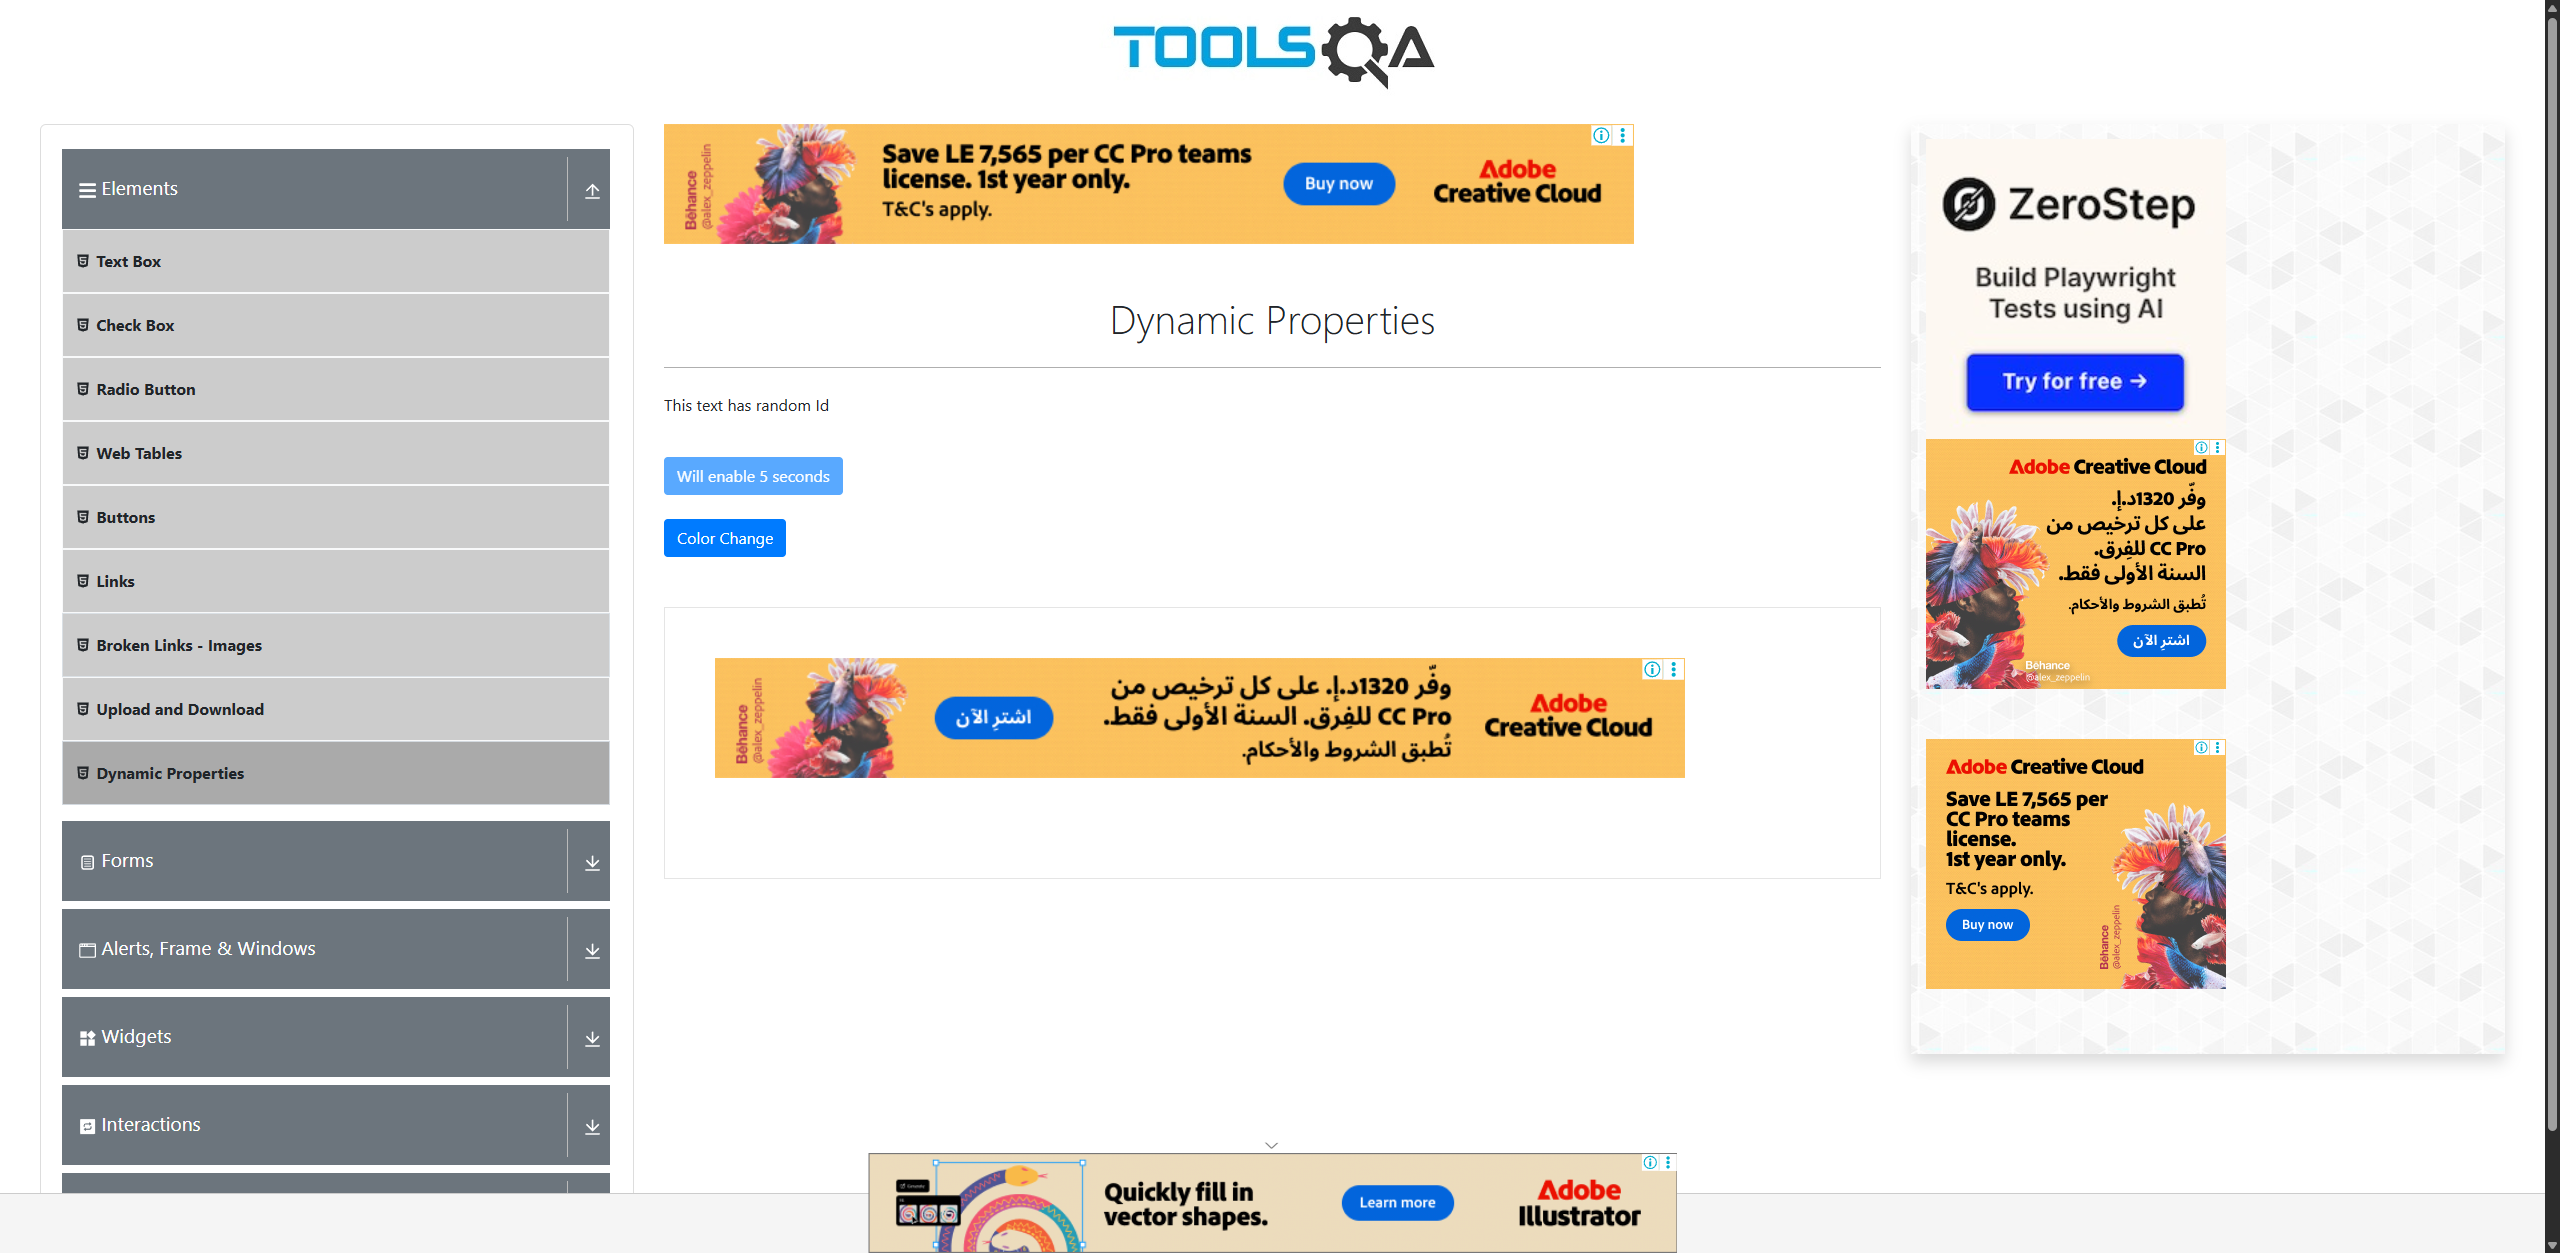 TOOLSQA
Elements
Text Box
Check Box
Radio Button
Web Tables
Buttons
Links
Broken Links - Images
Upload and Download
Dynamic Properties
Forms
Alerts, Frame & Windows
Widgets
Interactions
Bēhance
@alex_zeppelin
Save LE 7,565 per CC Pro teams
license. 1st year only.
T&C's apply.
Buy now
Adobe
Creative Cloud
Dynamic Properties
This text has random Id
Will enable 5 seconds
Color Change
Bēhance
@alex_zeppelin
اشترِ الآن
وفّر 1320د.إ. على كل ترخيص من
CC Pro للفِرق. السنة الأولى فقط.
تُطبق الشروط والأحكام.
Adobe
Creative Cloud
ZeroStep
Build Playwright
Tests using AI
Try for free →
Adobe Creative Cloud
وفّر 1320د.إ.
على كل ترخيص من
CC Pro للفِرق.
السنة الأولى فقط.
تُطبق الشروط والأحكام.
اشترِ الآن
Bēhance
@alex_zeppelin
Adobe Creative Cloud
Save LE 7,565 per
CC Pro teams
license.
1st year only.
T&C's apply.
Buy now
Bēhance
@alex_zeppelin
Quickly fill in
vector shapes.
Learn more
Adobe
Illustrator